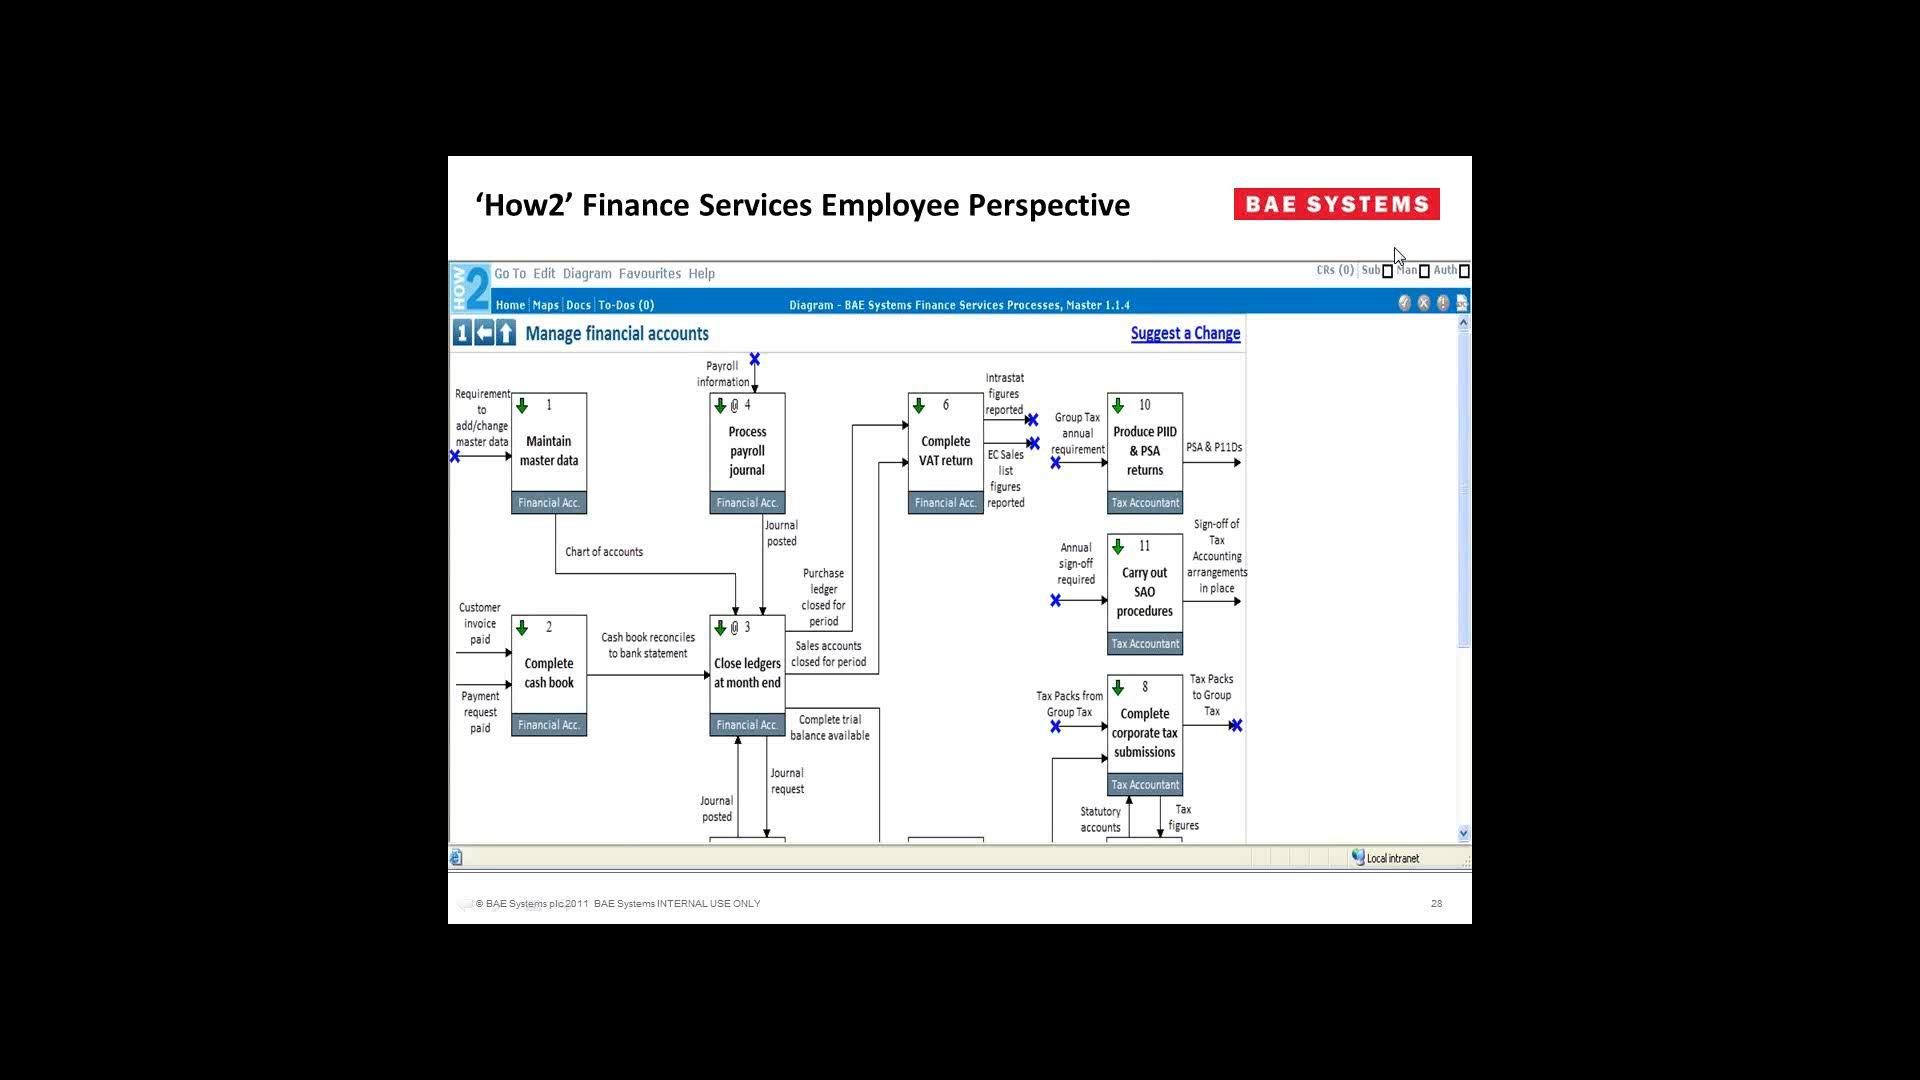 ‘How2’ Finance Services Employee Perspective
BAE SYSTEMS
HOW 2
Go To Edit Diagram Favourites Help
CRs (0) Sub Man Auth
Home Maps Docs To-Dos (0)
Diagram - BAE Systems Finance Services Processes, Master 1.1.4
1
Manage financial accounts
Suggest a Change
Requirement
to
add/change
master data
1
Maintain
master data
Financial Acc.
Payroll
information
@ 4
Process
payroll
journal
Financial Acc.
6
Complete
VAT return
Financial Acc.
Intrastat
figures
reported
EC Sales
list
figures
reported
Group Tax
annual
requirement
10
Produce PIID
& PSA
returns
Tax Accountant
PSA & P11Ds
Chart of accounts
Journal
posted
Purchase
ledger
closed for
period
Annual
sign-off
required
11
Carry out
SAO
procedures
Tax Accountant
Sign-off of
Tax
Accounting
arrangements
in place
Customer
invoice
paid
Payment
request
paid
2
Complete
cash book
Financial Acc.
Cash book reconciles
to bank statement
@ 3
Close ledgers
at month end
Financial Acc.
Sales accounts
closed for period
Complete trial
balance available
Tax Packs from
Group Tax
8
Complete
corporate tax
submissions
Tax Accountant
Tax Packs
to Group
Tax
Journal
posted
Journal
request
Statutory
accounts
Tax
figures
Local intranet
© BAE Systems plc 2011 BAE Systems INTERNAL USE ONLY
28